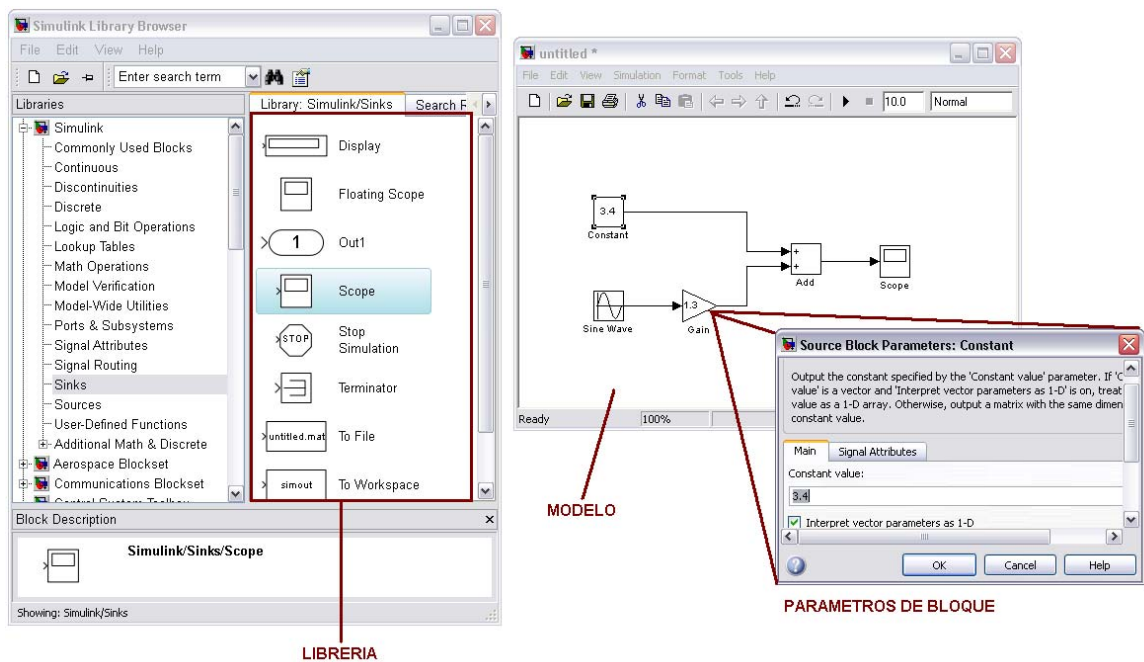 Simulink Library Browser
File Edit View Help
Enter search term
Libraries
Library: Simulink/Sinks
Search
Simulink
Commonly Used Blocks
Continuous
Discontinuities
Discrete
Logic and Bit Operations
Lookup Tables
Math Operations
Model Verification
Model-Wide Utilities
Ports & Subsystems
Signal Attributes
Signal Routing
Sinks
Sources
User-Defined Functions
Additional Math & Discrete
Aerospace Blockset
Communications Blockset
Control System Toolbox
Display
Floating Scope
1
Out1
Scope
STOP
Stop
Simulation
Terminator
untitled.mat
To File
simout
To Workspace
Block Description
Simulink/Sinks/Scope
Showing: Simulink/Sinks
LIBRERIA
untitled *
File Edit View Simulation Format Tools Help
10.0
Normal
3.4
Constant
Sine Wave
1.3
Gain
+
+
Add
Scope
Ready
100%
MODELO
Source Block Parameters: Constant
Output the constant specified by the 'Constant value' parameter. If 'C
value' is a vector and 'Interpret vector parameters as 1-D' is on, treat
value as a 1-D array. Otherwise, output a matrix with the same dimen
constant value.
Main
Signal Attributes
Constant value:
3.4
Interpret vector parameters as 1-D
OK
Cancel
Help
PARAMETROS DE BLOQUE